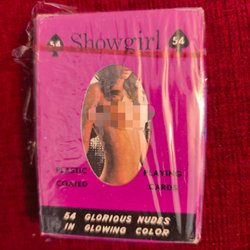 54 Showgirl 54
PLASTIC COATED
PLAYING CARDS
54 GLORIOUS NUDES
IN GLOWING COLOR